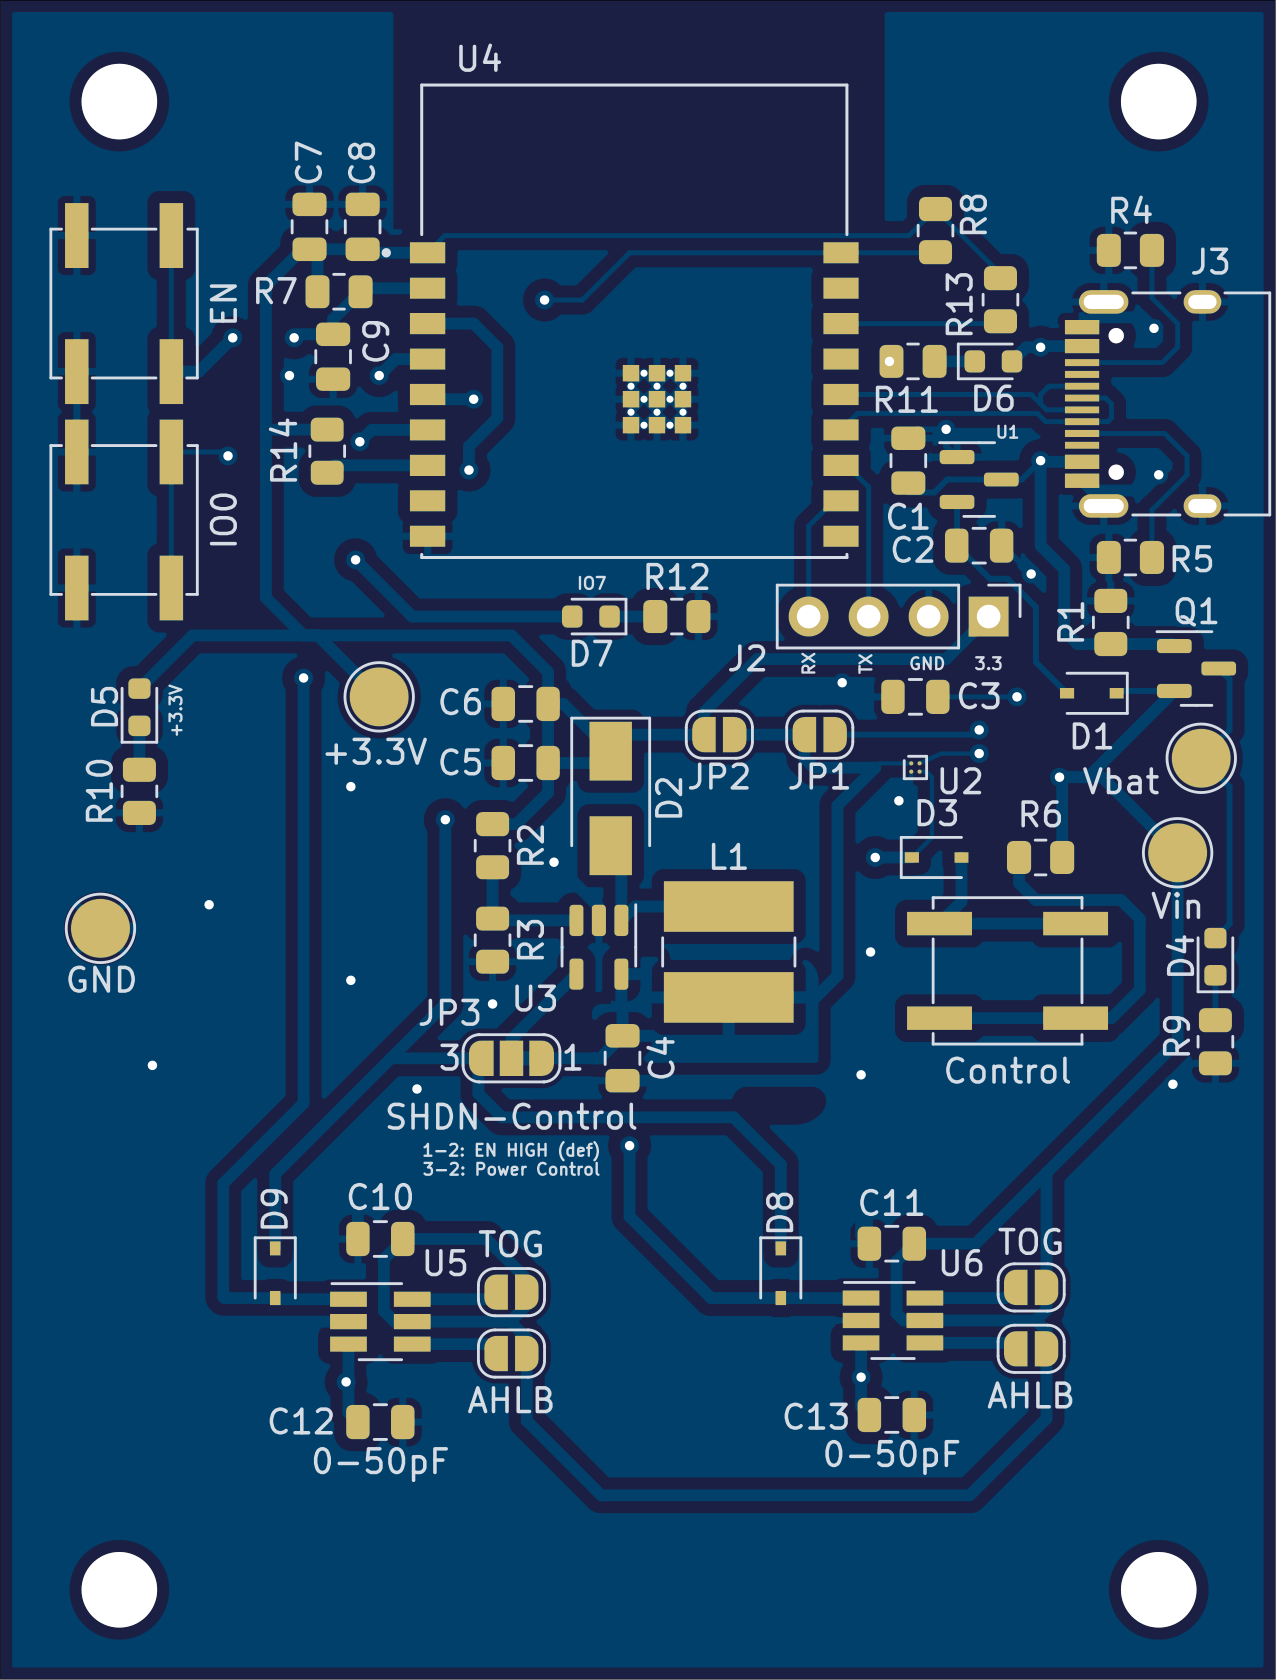 U4
C7
C8
R8
R4
J3
R7
EN
R13
C9
R11
D6
U1
R14
IO0
C1
C2
R5
IO7
R12
R1
Q1
D7
J2
RX
TX
GND
3.3
D5
+3.3V
C6
C3
+3.3V
D1
C5
JP2
JP1
U2
Vbat
R10
D2
D3
R6
R2
L1
Vin
R3
D4
GND
U3
JP3
3
1
C4
R9
Control
SHDN-Control
1-2: EN HIGH (def)
3-2: Power Control
D9
C10
D8
C11
TOG
TOG
U5
U6
AHLB
AHLB
C12
C13
0-50pF
0-50pF